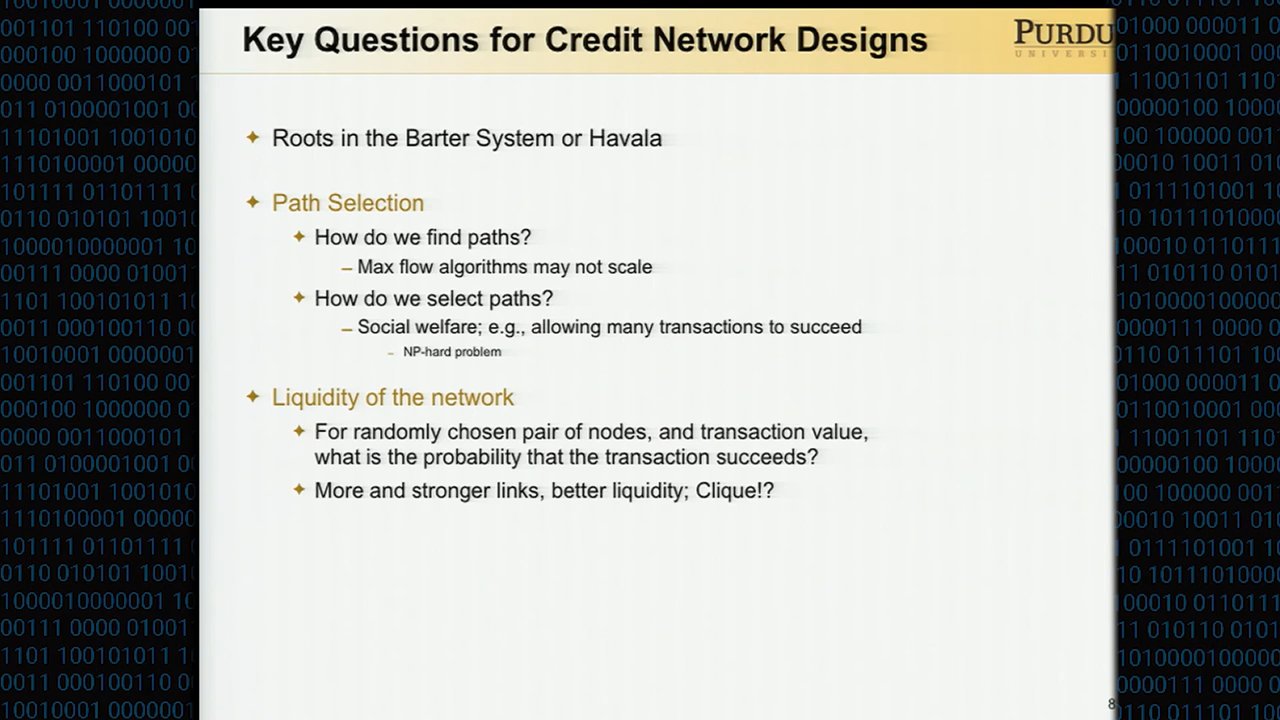 Key Questions for Credit Network Designs
PURDU
UNIVERSI
✦ Roots in the Barter System or Havala
✦ Path Selection
✦ How do we find paths?
– Max flow algorithms may not scale
✦ How do we select paths?
– Social welfare; e.g., allowing many transactions to succeed
– NP-hard problem
✦ Liquidity of the network
✦ For randomly chosen pair of nodes, and transaction value,
what is the probability that the transaction succeeds?
✦ More and stronger links, better liquidity; Clique!?
8